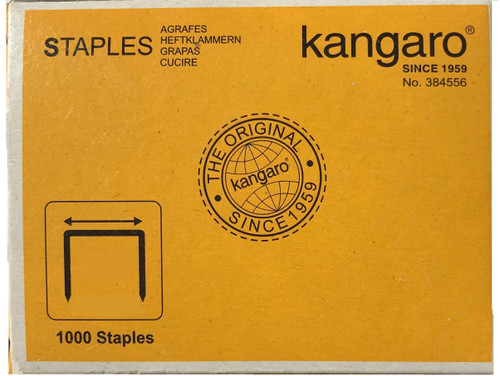 STAPLES
AGRAFES
HEFTKLAMMERN
GRAPAS
CUCIRE
kangaro®
SINCE 1959
No. 384556
THE ORIGINAL
kangaro®
SINCE 1959
1000 Staples